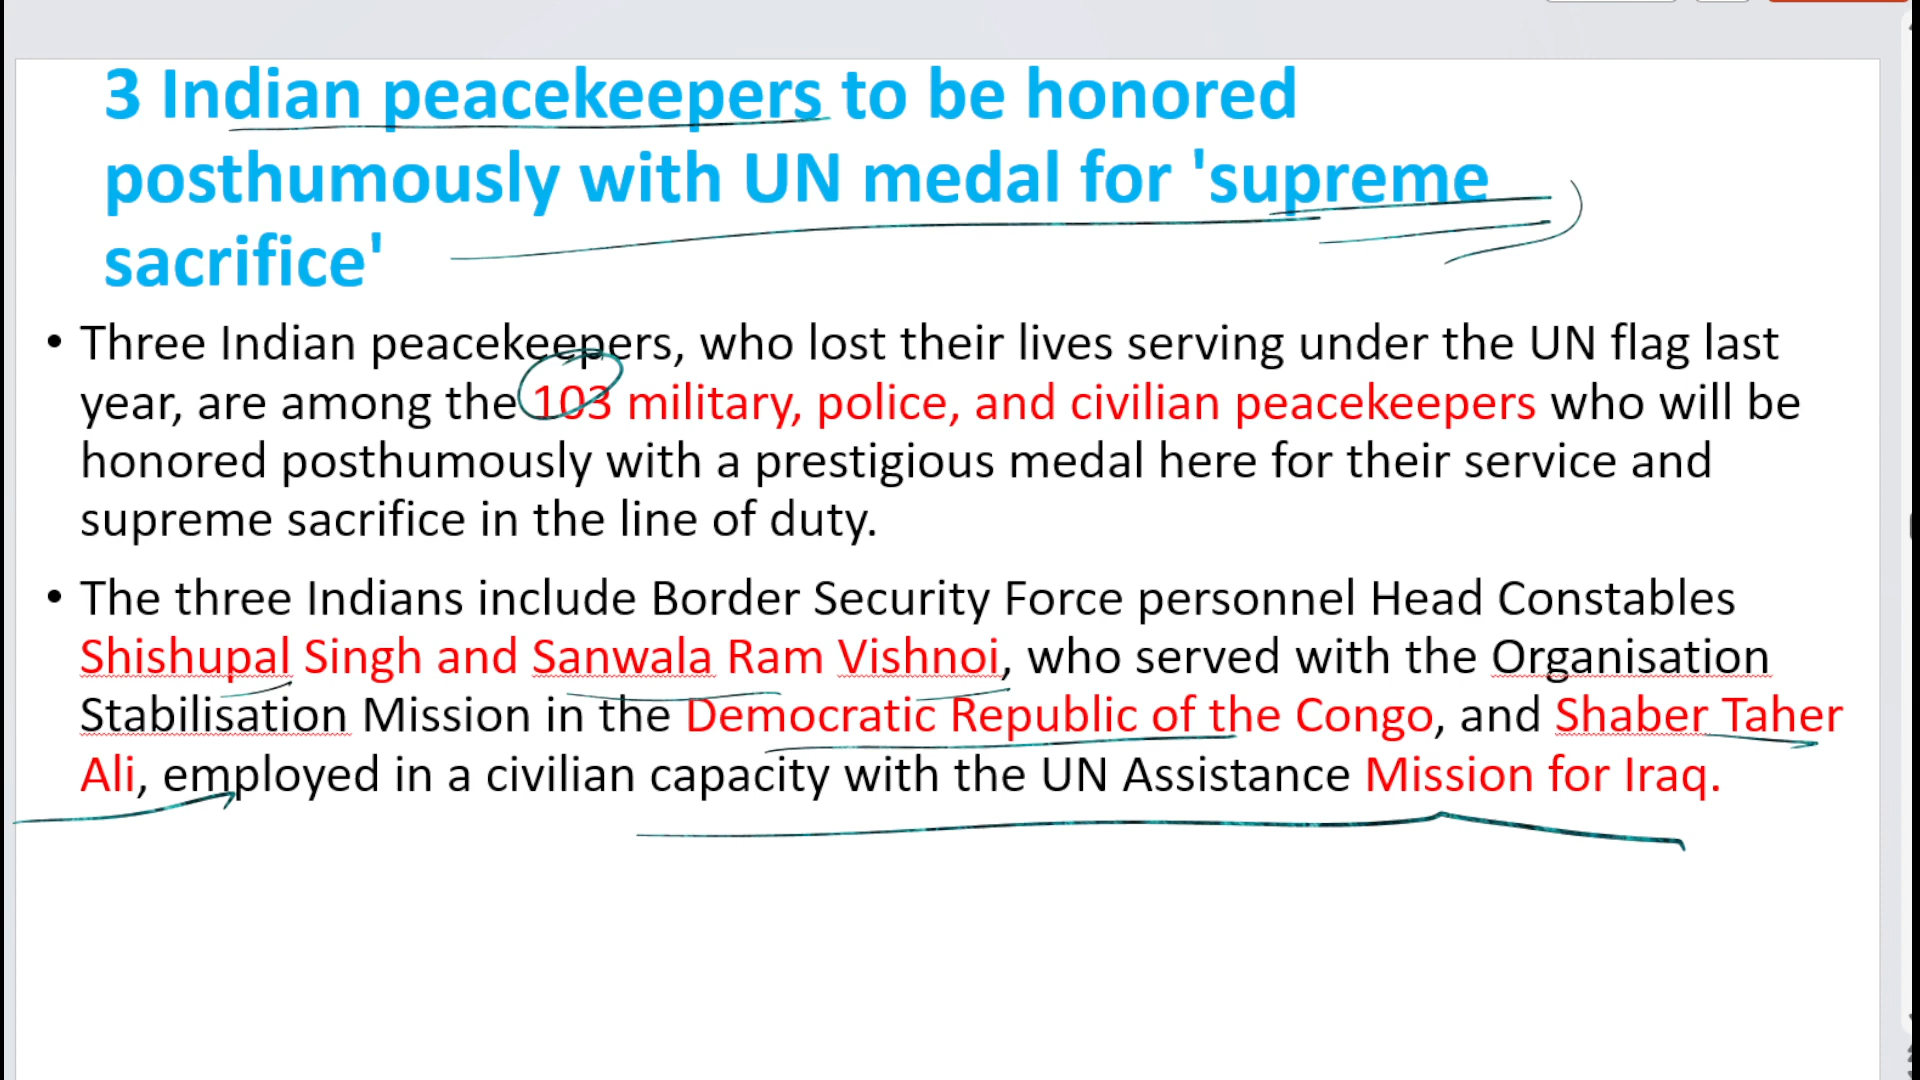 3 Indian peacekeepers to be honored
posthumously with UN medal for 'supreme
sacrifice'
• Three Indian peacekeepers, who lost their lives serving under the UN flag last
year, are among the 103 military, police, and civilian peacekeepers who will be
honored posthumously with a prestigious medal here for their service and
supreme sacrifice in the line of duty.
• The three Indians include Border Security Force personnel Head Constables
Shishupal Singh and Sanwala Ram Vishnoi, who served with the Organisation
Stabilisation Mission in the Democratic Republic of the Congo, and Shaber Taher
Ali, employed in a civilian capacity with the UN Assistance Mission for Iraq.